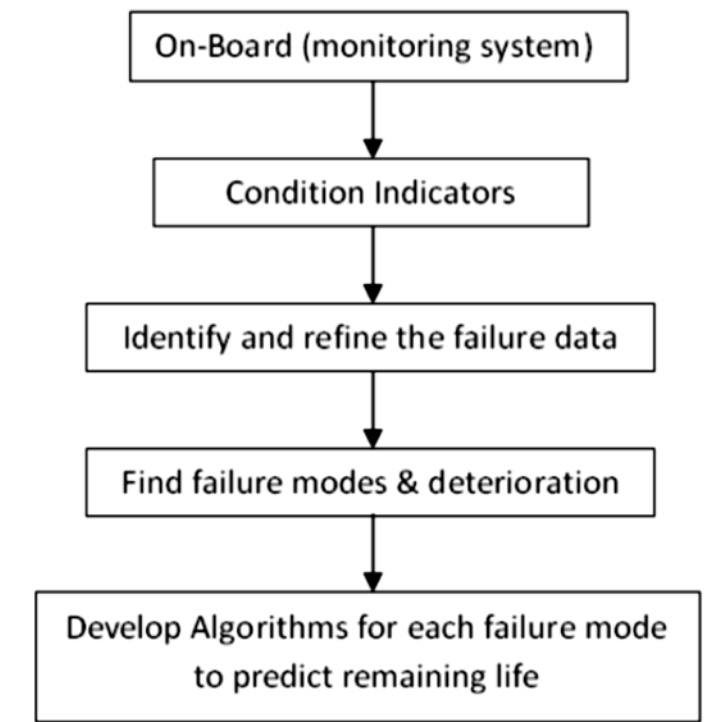 On-Board (monitoring system)
Condition Indicators
Identify and refine the failure data
Find failure modes & deterioration
Develop Algorithms for each failure mode
to predict remaining life